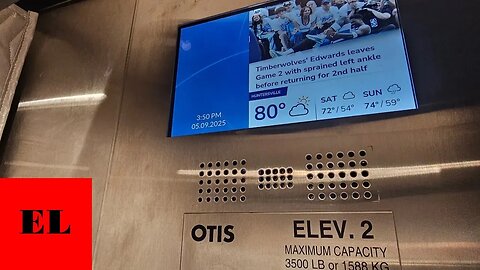 Timberwolves' Edwards leaves
Game 2 with sprained left ankle
before returning for 2nd half
HUNTERSVILLE
80°
SAT
72° / 54°
SUN
74° / 59°
3:50 PM
05.09.2025
OTIS
ELEV. 2
MAXIMUM CAPACITY
3500 LB or 1588 KG
EL